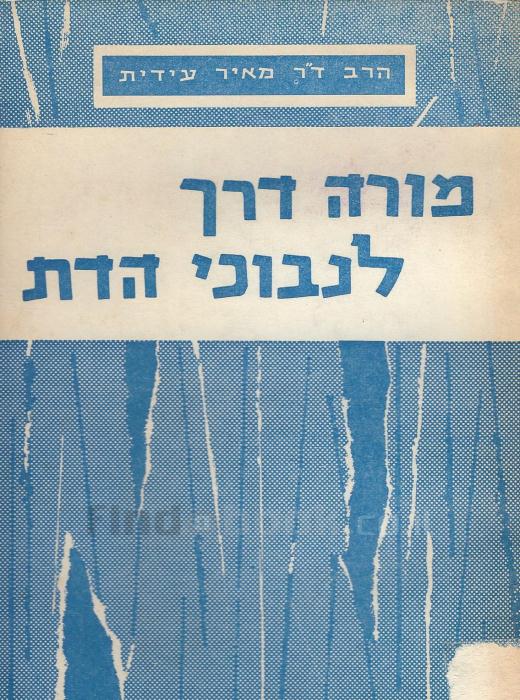 הרב ד"ר מאיר עידית
מורה דרך
לנבוכי הדת